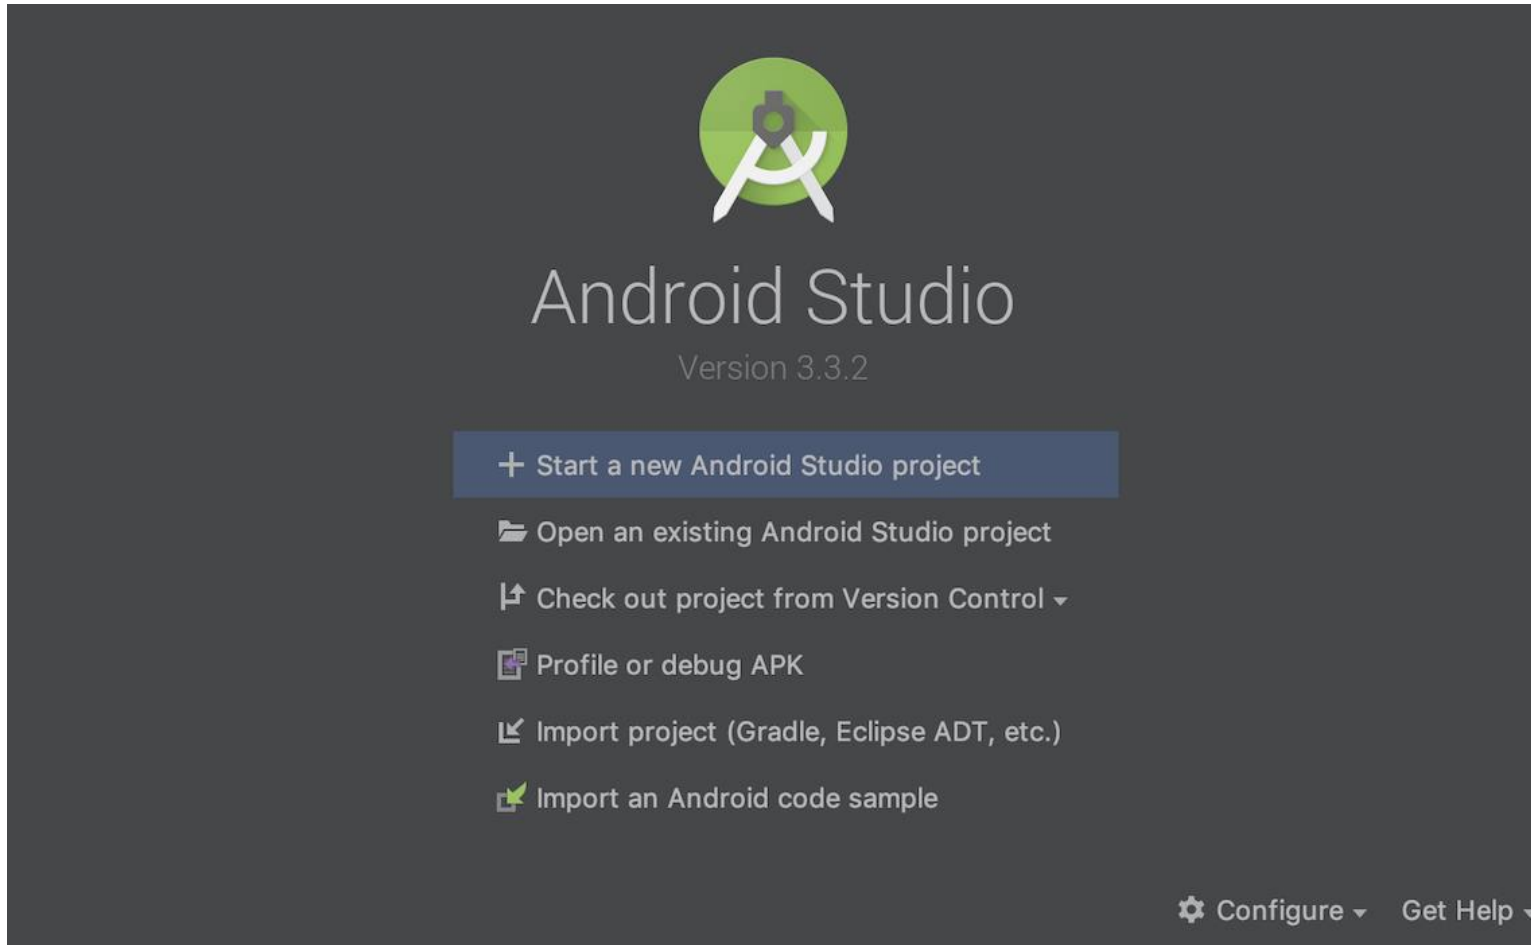 Android Studio
Version 3.3.2
Start a new Android Studio project
Open an existing Android Studio project
Check out project from Version Control
Profile or debug APK
Import project (Gradle, Eclipse ADT, etc.)
Import an Android code sample
Configure Get Help